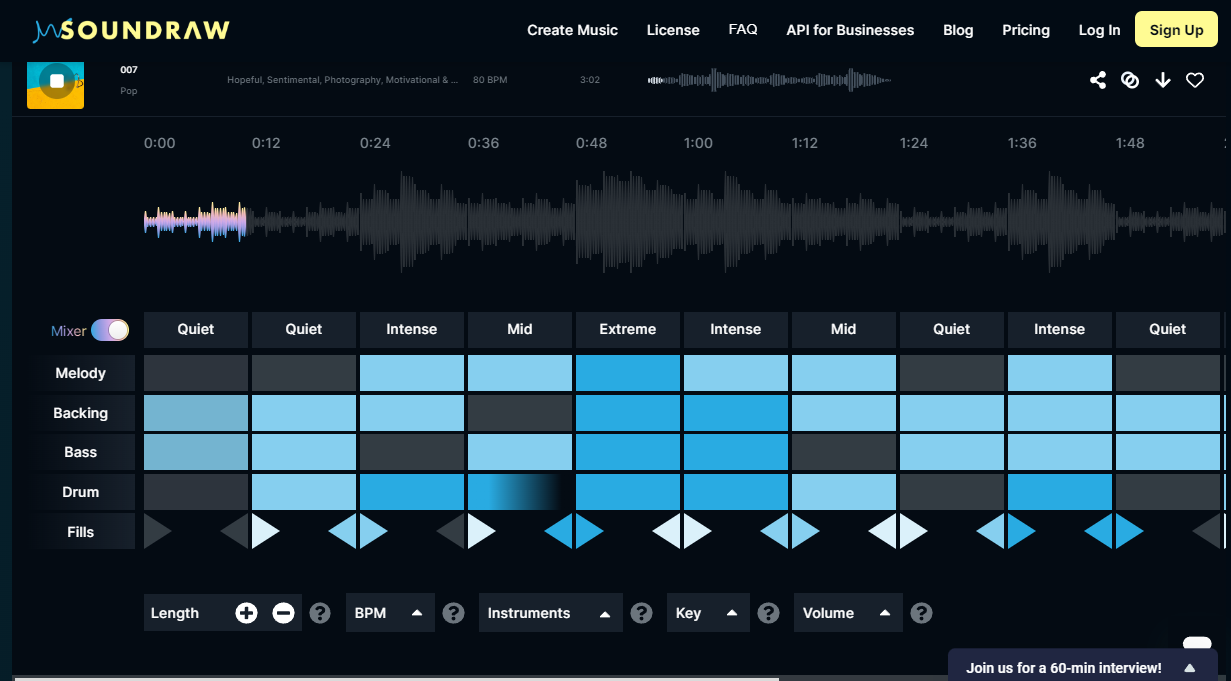 SOUNDRAW
Create Music License FAQ API for Businesses Blog Pricing Log In Sign Up
007
Pop
Hopeful, Sentimental, Photography, Motivational & ... 80 BPM 3:02
0:00 0:12 0:24 0:36 0:48 1:00 1:12 1:24 1:36 1:48
Mixer Quiet Quiet Intense Mid Extreme Intense Mid Quiet Intense Quiet
Melody
Backing
Bass
Drum
Fills
Length ? BPM ? Instruments ? Key ? Volume ?
Join us for a 60-min interview!